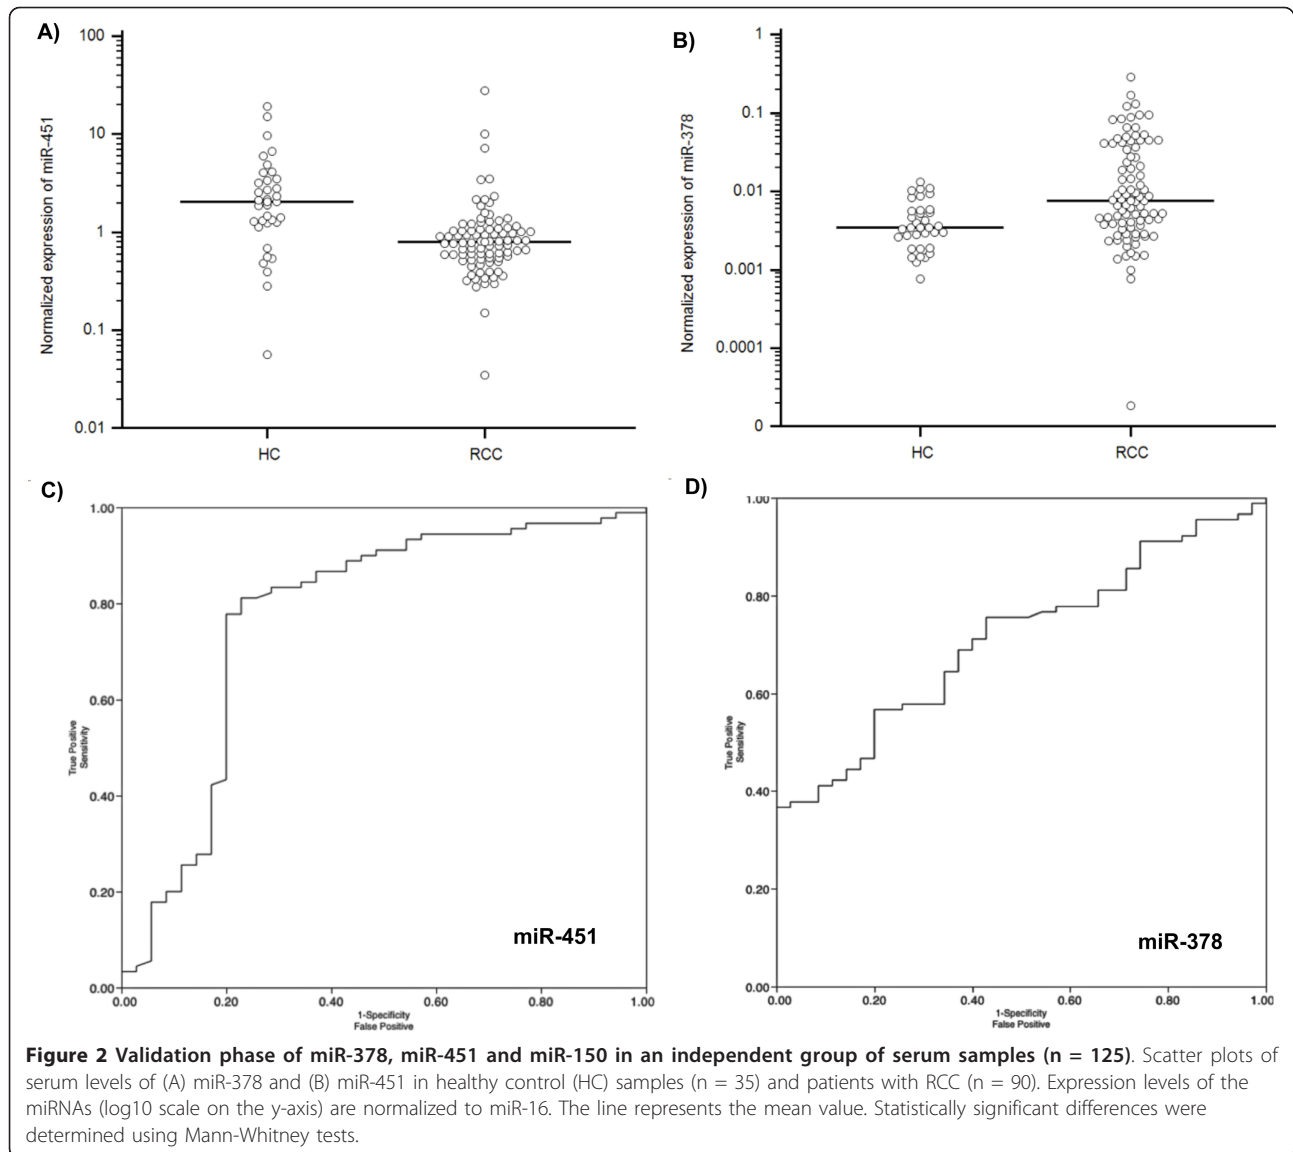 A)
100
10
1
0.1
0.01
Normalized expression of miR-451
HC
RCC
B)
1
0.1
0.01
0.001
0.0001
0
Normalized expression of miR-378
HC
RCC
C)
1.00
0.80
0.60
0.40
0.20
0.00
True Positive
Sensitivity
miR-451
0.00 0.20 0.40 0.60 0.80 1.00
1-Specificity
False Positive
D)
1.00
0.80
0.60
0.40
0.20
0.00
True Positive
Sensitivity
miR-378
0.00 0.20 0.40 0.60 0.80 1.00
1-Specificity
False Positive
Figure 2 Validation phase of miR-378, miR-451 and miR-150 in an independent group of serum samples (n = 125). Scatter plots of
serum levels of (A) miR-378 and (B) miR-451 in healthy control (HC) samples (n = 35) and patients with RCC (n = 90). Expression levels of the
miRNAs (log10 scale on the y-axis) are normalized to miR-16. The line represents the mean value. Statistically significant differences were
determined using Mann-Whitney tests.